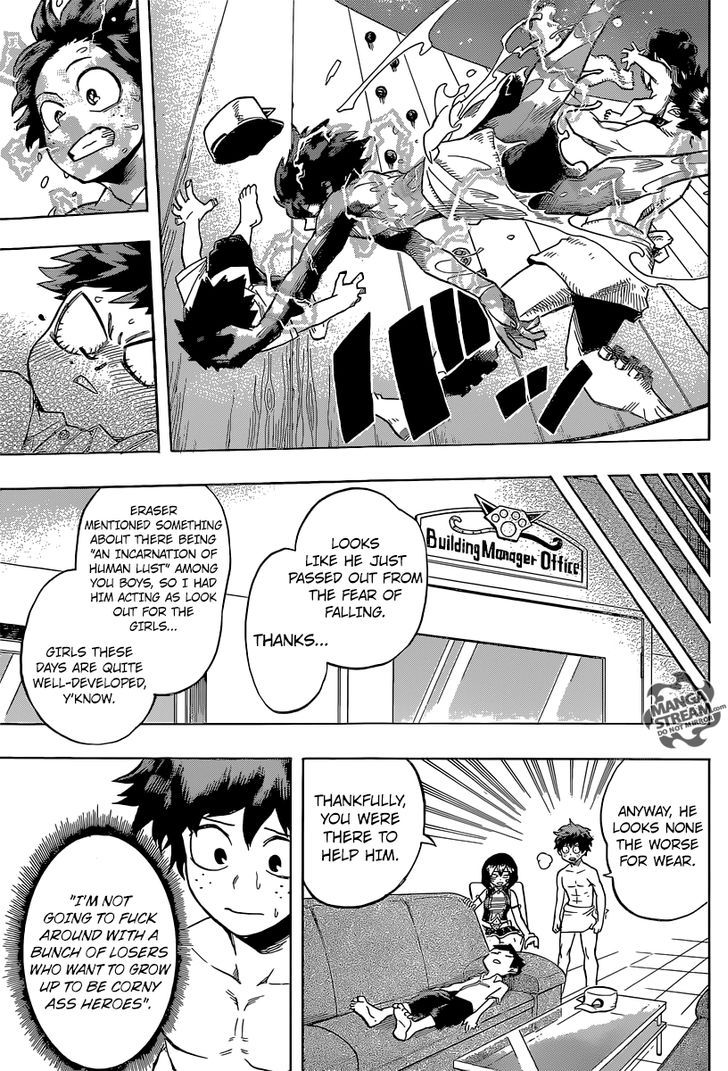 バッ
Building Manager Office
LOOKS
LIKE HE JUST
PASSED OUT FROM
THE FEAR OF
FALLING.
THANKS...
ERASER
MENTIONED SOMETHING
ABOUT THERE BEING
"AN INCARNATION OF
HUMAN LUST" AMONG
YOU BOYS, SO I HAD
HIM ACTING AS LOOK
OUT FOR THE
GIRLS...
GIRLS THESE
DAYS ARE QUITE
WELL-DEVELOPED,
Y'KNOW.
MANGA
STREAM.com
DO NOT MIRROR
ANYWAY, HE
LOOKS NONE
THE WORSE
FOR WEAR.
THANKFULLY,
YOU WERE
THERE TO
HELP HIM.
"I'M NOT
GOING TO FUCK
AROUND WITH A
BUNCH OF LOSERS
WHO WANT TO GROW
UP TO BE CORNY
ASS HEROES".